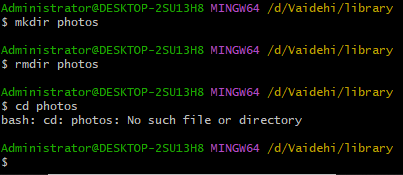 Administrator@DESKTOP-2SU13H8 MINGW64 /d/Vaidehi/library
$ mkdir photos
Administrator@DESKTOP-2SU13H8 MINGW64 /d/Vaidehi/library
$ rmdir photos
Administrator@DESKTOP-2SU13H8 MINGW64 /d/Vaidehi/library
$ cd photos
bash: cd: photos: No such file or directory
Administrator@DESKTOP-2SU13H8 MINGW64 /d/Vaidehi/library
$